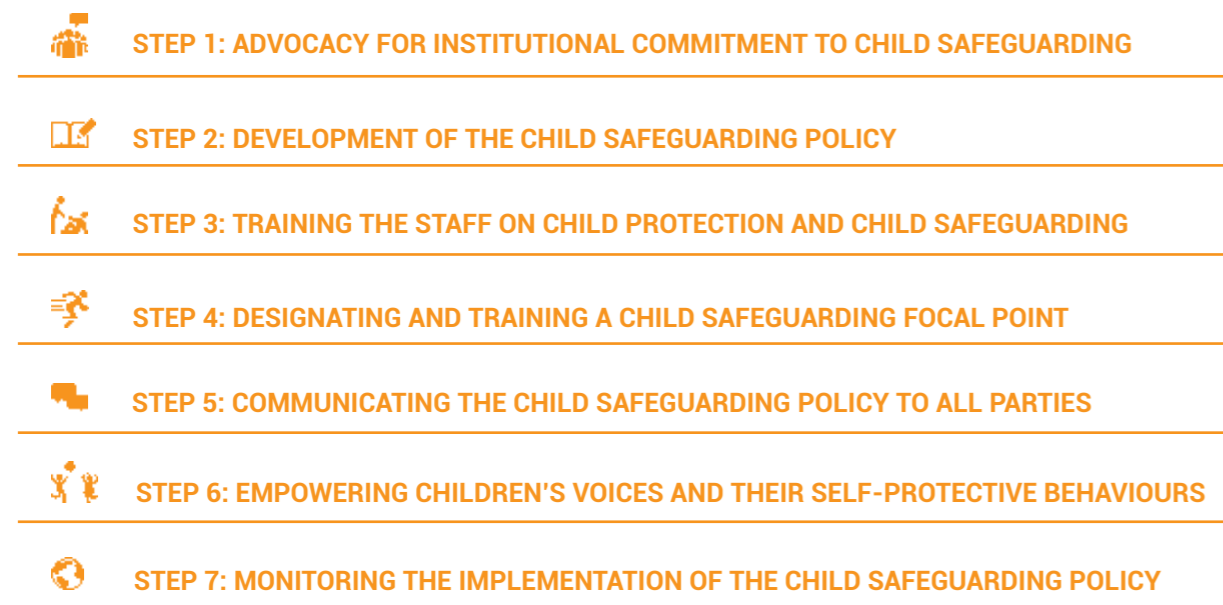 STEP 1: ADVOCACY FOR INSTITUTIONAL COMMITMENT TO CHILD SAFEGUARDING
STEP 2: DEVELOPMENT OF THE CHILD SAFEGUARDING POLICY
STEP 3: TRAINING THE STAFF ON CHILD PROTECTION AND CHILD SAFEGUARDING
STEP 4: DESIGNATING AND TRAINING A CHILD SAFEGUARDING FOCAL POINT
STEP 5: COMMUNICATING THE CHILD SAFEGUARDING POLICY TO ALL PARTIES
STEP 6: EMPOWERING CHILDREN'S VOICES AND THEIR SELF-PROTECTIVE BEHAVIOURS
STEP 7: MONITORING THE IMPLEMENTATION OF THE CHILD SAFEGUARDING POLICY